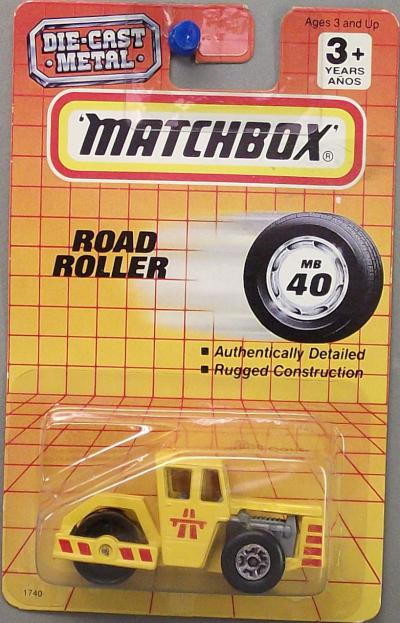 DIE-CAST
METAL
Ages 3 and Up
3+
YEARS
AÑOS
'MATCHBOX'®
ROAD
ROLLER
MB
40
■ Authentically Detailed
■ Rugged Construction
1740